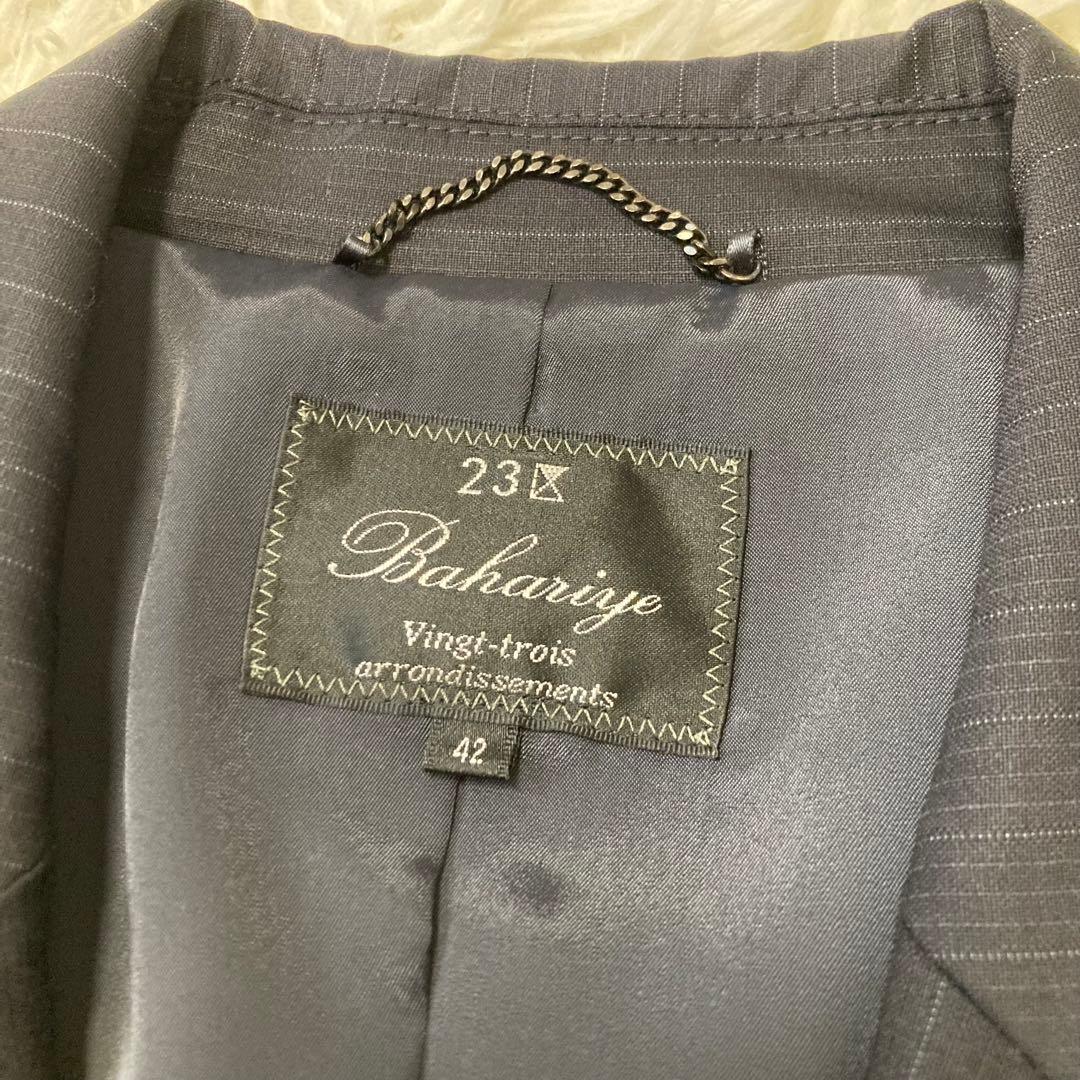 23区
Bahariye
Vingt-trois
arrondissements
42